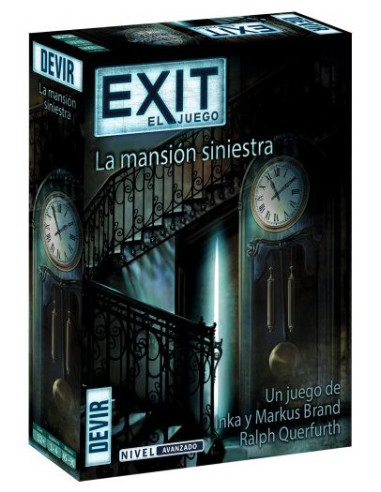 DEVIR
La mansión
siniestra
EXIT
EL JUEGO
La mansión siniestra
Un juego de
Inka y Markus Brand
Ralph Querfurth
DEVIR
NIVEL AVANZADO